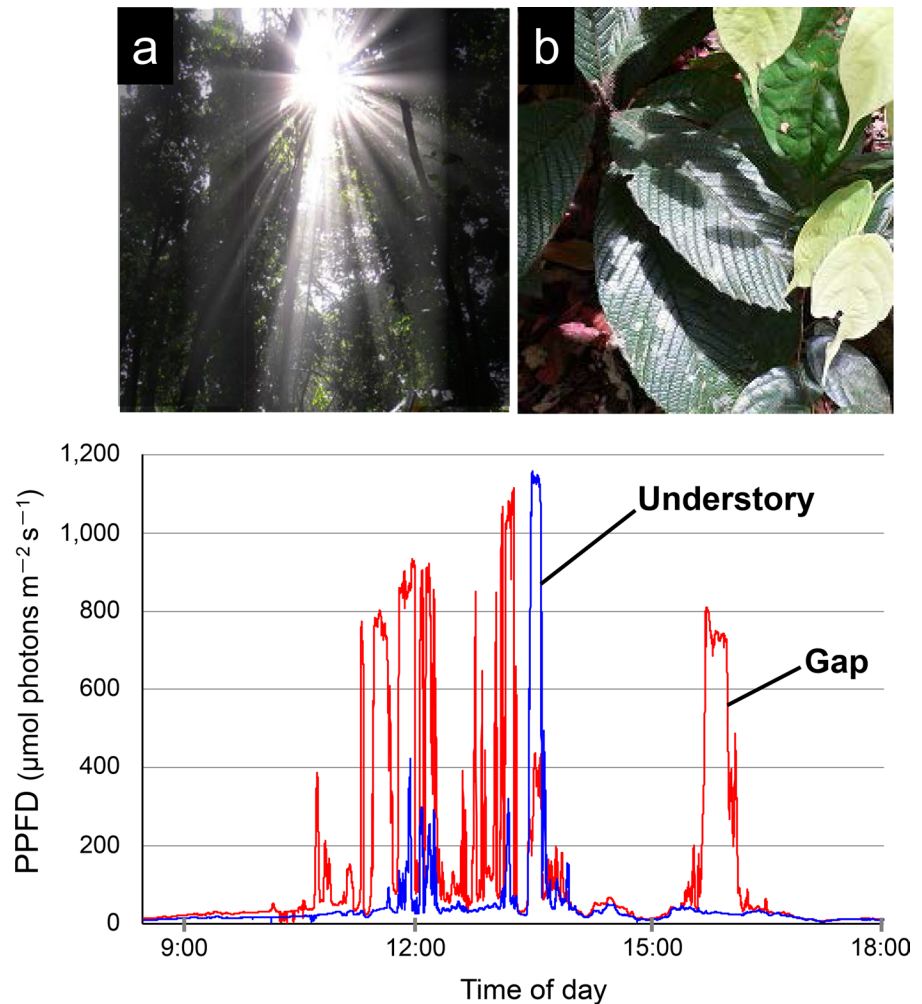 a
b
1,200
1,000
800
600
400
200
0
PPFD (μmol photons m−2 s−1)
Understory
Gap
9:00
12:00
15:00
18:00
Time of day